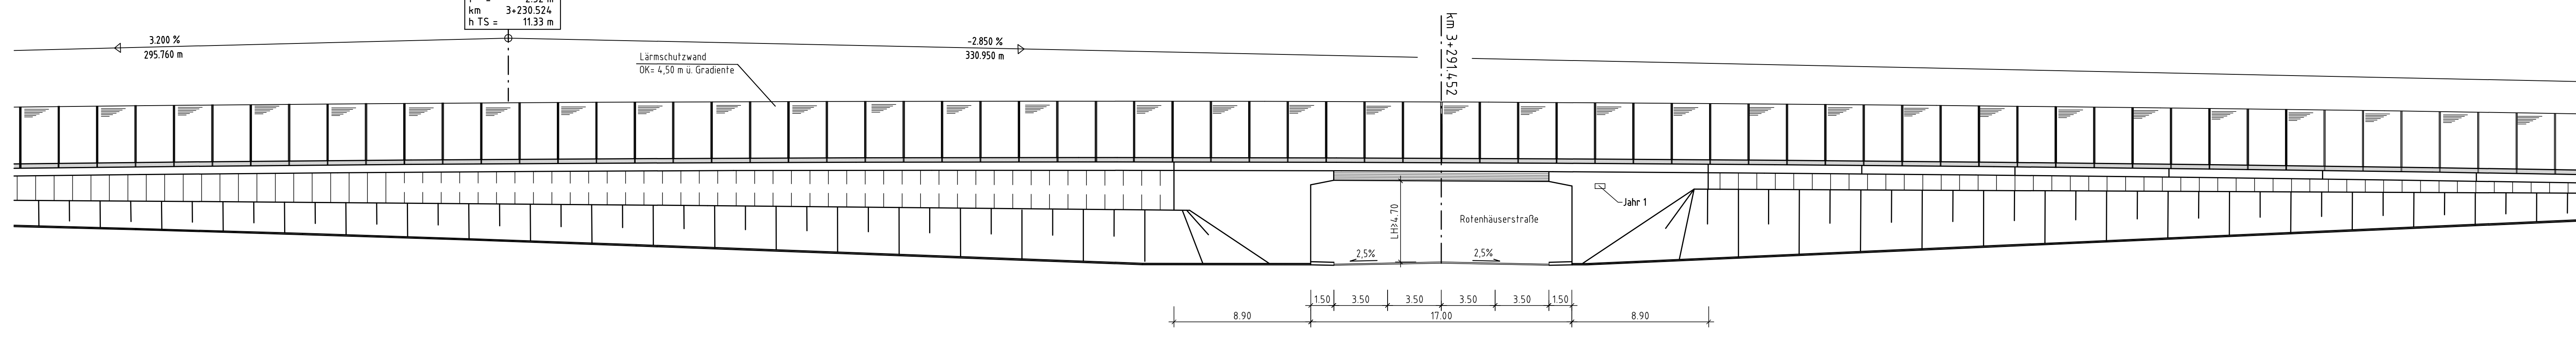 km 3+230.524
h TS = 11.33 m
3.200 %
295.760 m
-2.850 %
330.950 m
km 3+291.452
Lärmschutzwand
OK= 4,50 m ü. Gradiente
Jahr 1
LH≥4.70
Rotenhäuserstraße
2,5% 2,5%
1.50 3.50 3.50 3.50 3.50 1.50
8.90 17.00 8.90